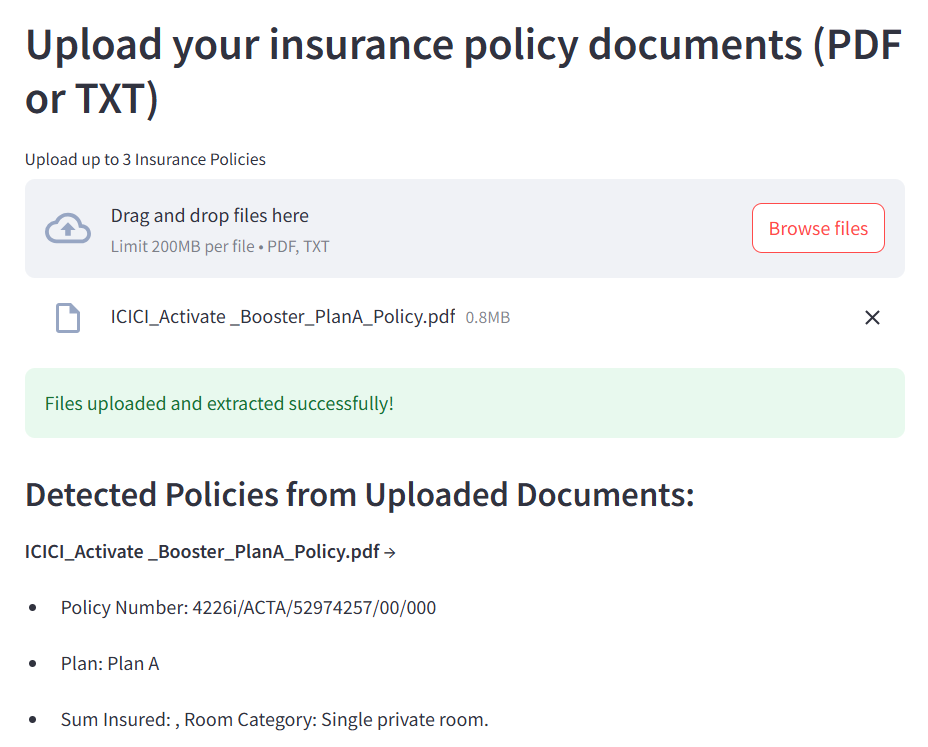 Upload your insurance policy documents (PDF
or TXT)
Upload up to 3 Insurance Policies
Drag and drop files here
Limit 200MB per file • PDF, TXT
Browse files
ICICI_Activate _Booster_PlanA_Policy.pdf 0.8MB
Files uploaded and extracted successfully!
Detected Policies from Uploaded Documents:
ICICI_Activate _Booster_PlanA_Policy.pdf →
• Policy Number: 4226i/ACTA/52974257/00/000
• Plan: Plan A
• Sum Insured: , Room Category: Single private room.